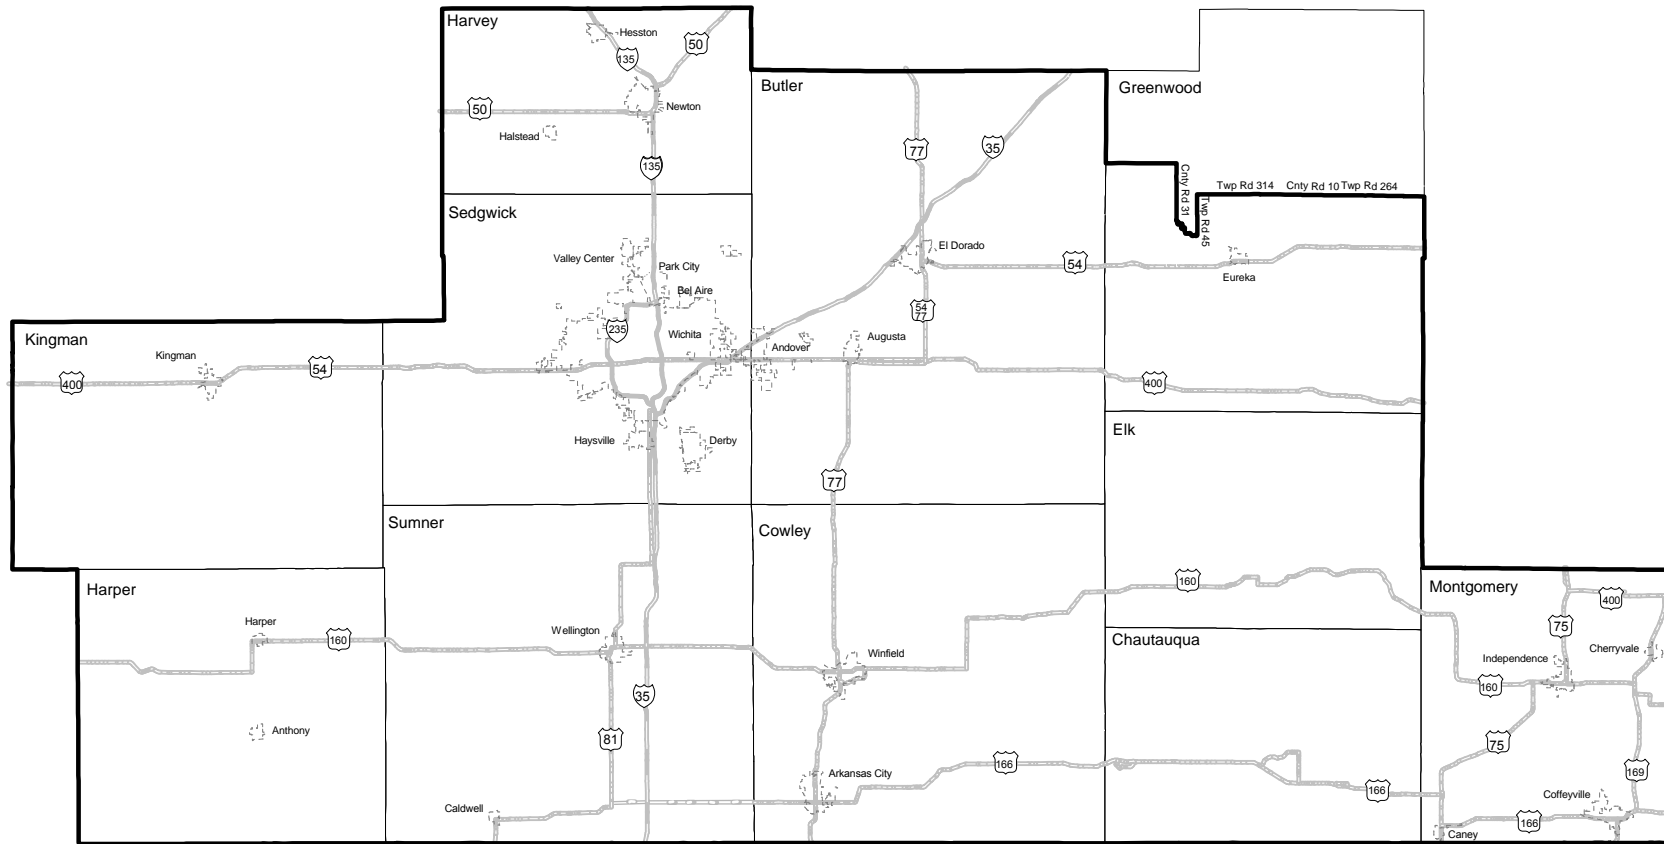 Harvey
Hesston
50
135
50
Newton
Halstead
135
Butler
77
35
Greenwood
Cnty Rd 31
Twp Rd 314
Cnty Rd 10
Twp Rd 264
Twp Rd 45
Sedgwick
Valley Center
Park City
Bel Aire
235
Wichita
Andover
Augusta
El Dorado
54
54
77
Eureka
Kingman
Kingman
54
400
400
Haysville
Derby
77
Elk
Sumner
Cowley
160
Harper
Harper
160
Wellington
Winfield
Chautauqua
Montgomery
400
75
Independence
Cherryvale
160
35
Anthony
81
75
166
Arkansas City
169
Caldwell
166
Coffeyville
166
Caney